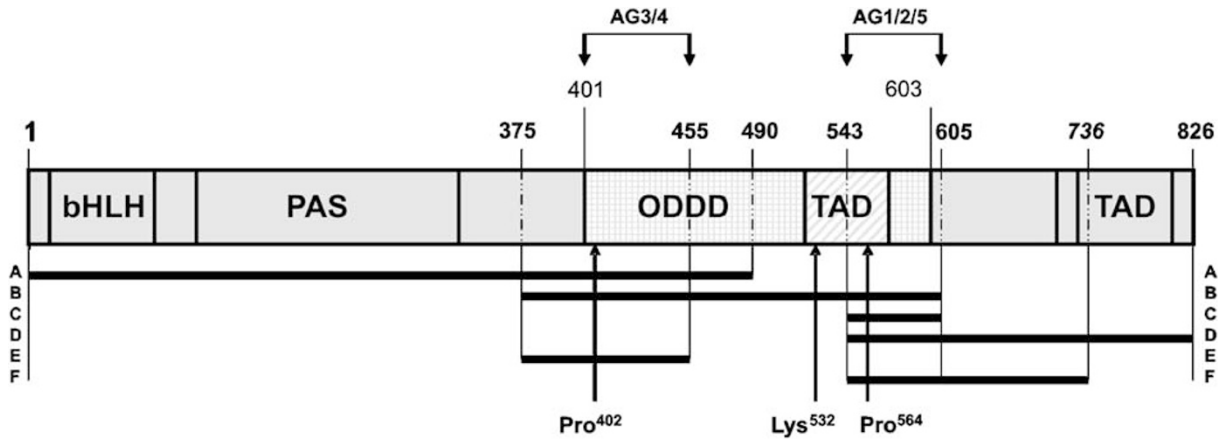 AG3/4 AG1/2/5
401 603
1 375 455 490 543 605 736 826
bHLH PAS ODDD TAD TAD
A A
B B
C C
D D
E E
F F
Pro402 Lys532 Pro564